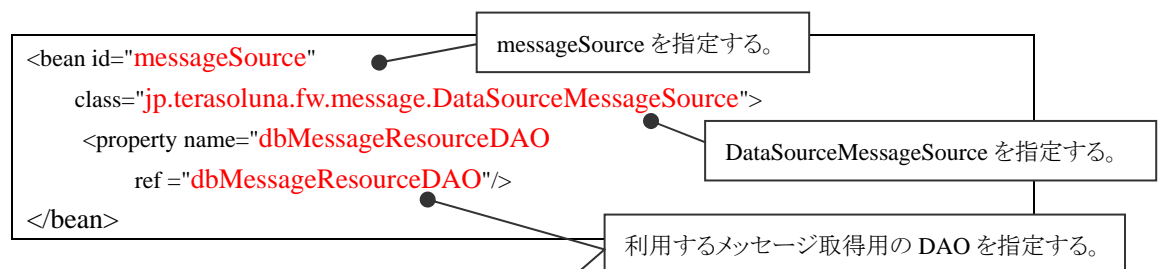 messageSource を指定する。
<bean id="messageSource"
class="jp.terasoluna.fw.message.DataSourceMessageSource">
<property name="dbMessageResourceDAO
ref ="dbMessageResourceDAO"/>
DataSourceMessageSource を指定する。
</bean>
利用するメッセージ取得用の DAO を指定する。